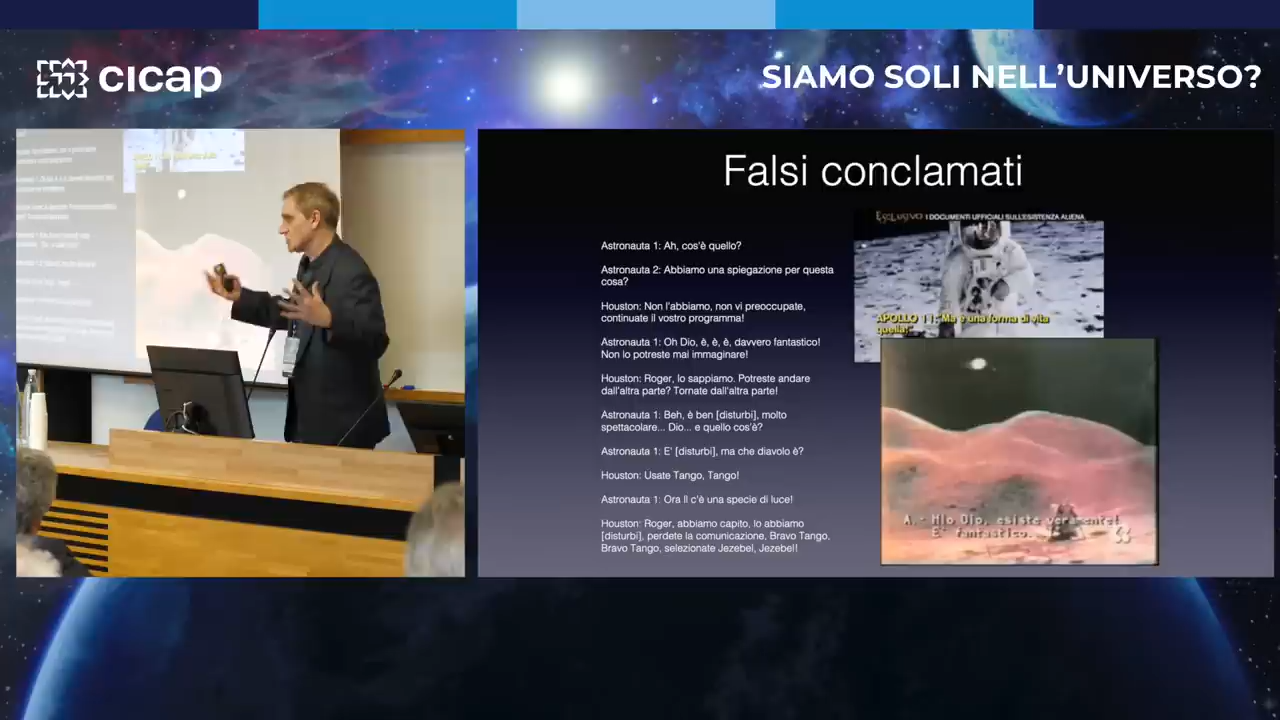 cicap
SIAMO SOLI NELL'UNIVERSO?
Falsi conclamati
Astronauta 1: Ah, cos'è quello?
Astronauta 2: Abbiamo una spiegazione per questa
cosa?
Houston: Non l'abbiamo, non vi preoccupate,
continuate il vostro programma!
Astronauta 1: Oh Dio, è, è, è, davvero fantastico!
Non lo potreste mai immaginare!
Houston: Roger, lo sappiamo. Potreste andare
dall'altra parte? Tornate dall'altra parte!
Astronauta 1: Beh, è ben [disturbi], molto
spettacolare... Dio... e quello cos'è?
Astronauta 1: E' [disturbi], ma che diavolo è?
Houston: Usate Tango, Tango!
Astronauta 1: Ora lì c'è una specie di luce!
Houston: Roger, abbiamo capito, lo abbiamo
[disturbi], perdete la comunicazione, Bravo Tango,
Bravo Tango, selezionate Jezebel, Jezebel!
ESCLUSIVO I DOCUMENTI UFFICIALI SULL'ESISTENZA ALIENA
APOLLO 11: Ma è una forma di vita
quella!"
A.- Mio Dio, esiste veramente!
E' fantastico.